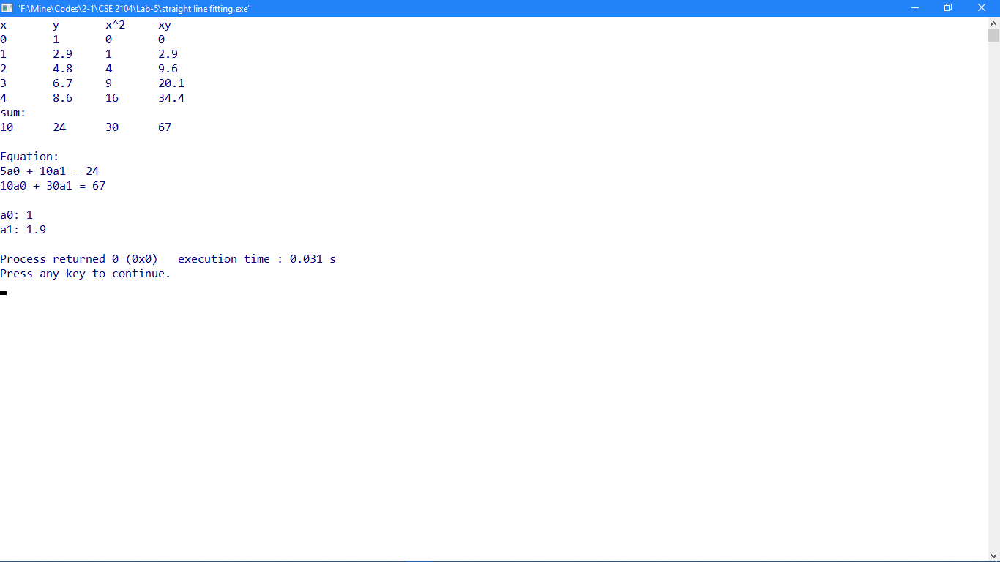 "F:\Mine\Codes\2-1\CSE 2104\Lab-5\straight line fitting.exe"
x y x^2 xy
0 1 0 0
1 2.9 1 2.9
2 4.8 4 9.6
3 6.7 9 20.1
4 8.6 16 34.4
sum:
10 24 30 67
Equation:
5a0 + 10a1 = 24
10a0 + 30a1 = 67
a0: 1
a1: 1.9
Process returned 0 (0x0)   execution time : 0.031 s
Press any key to continue.